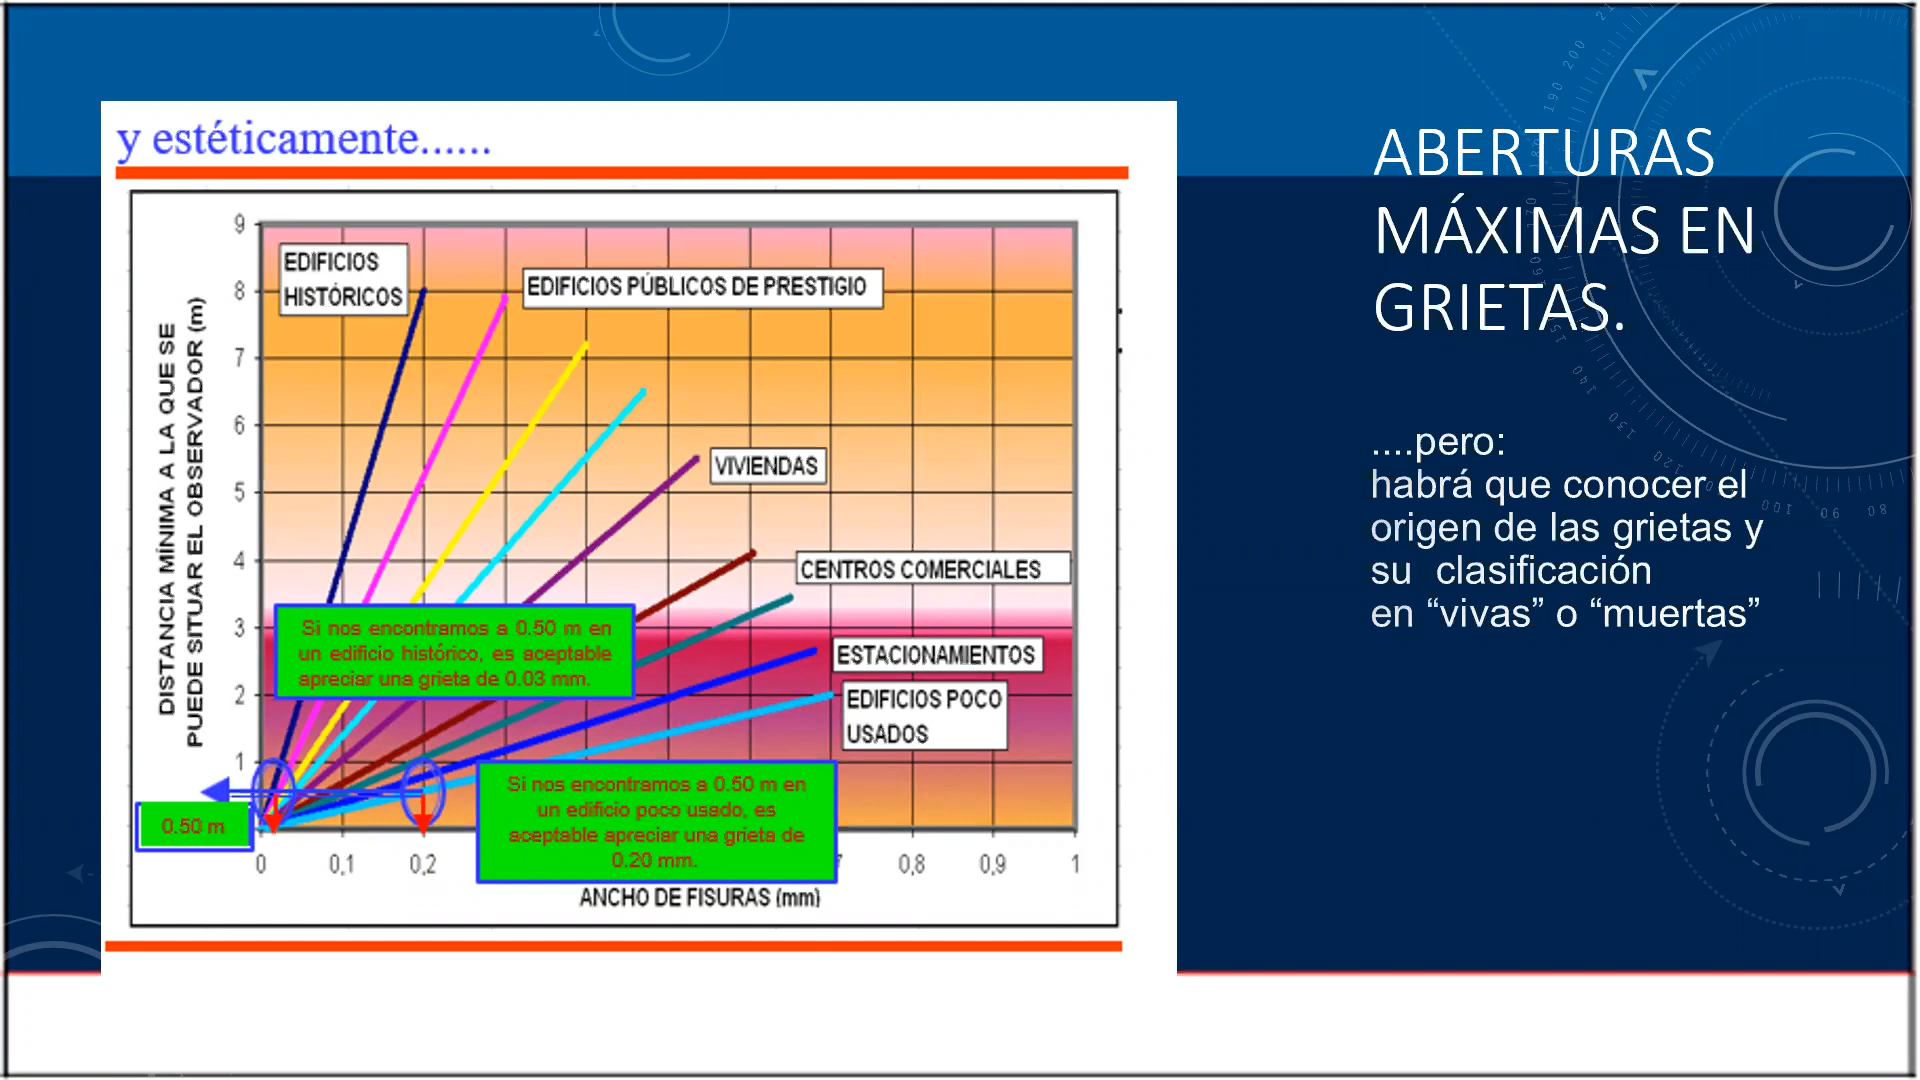 y estéticamente......
9
8
7
6
5
4
3
2
1
DISTANCIA MÍNIMA A LA QUE SE
PUEDE SITUAR EL OBSERVADOR (m)
EDIFICIOS
HISTÓRICOS
EDIFICIOS PÚBLICOS DE PRESTIGIO
VIVIENDAS
CENTROS COMERCIALES
ESTACIONAMIENTOS
EDIFICIOS POCO
USADOS
Si nos encontramos a 0.50 m en
un edificio histórico, es aceptable
apreciar una grieta de 0.03 mm.
Si nos encontramos a 0.50 m en
un edificio poco usado, es
aceptable apreciar una grieta de
0.20 mm.
0.50 m
0 0,1 0,2 0,8 0,9 1
ANCHO DE FISURAS (mm)
ABERTURAS
MÁXIMAS EN
GRIETAS.
....pero:
habrá que conocer el
origen de las grietas y
su clasificación
en “vivas” o “muertas”